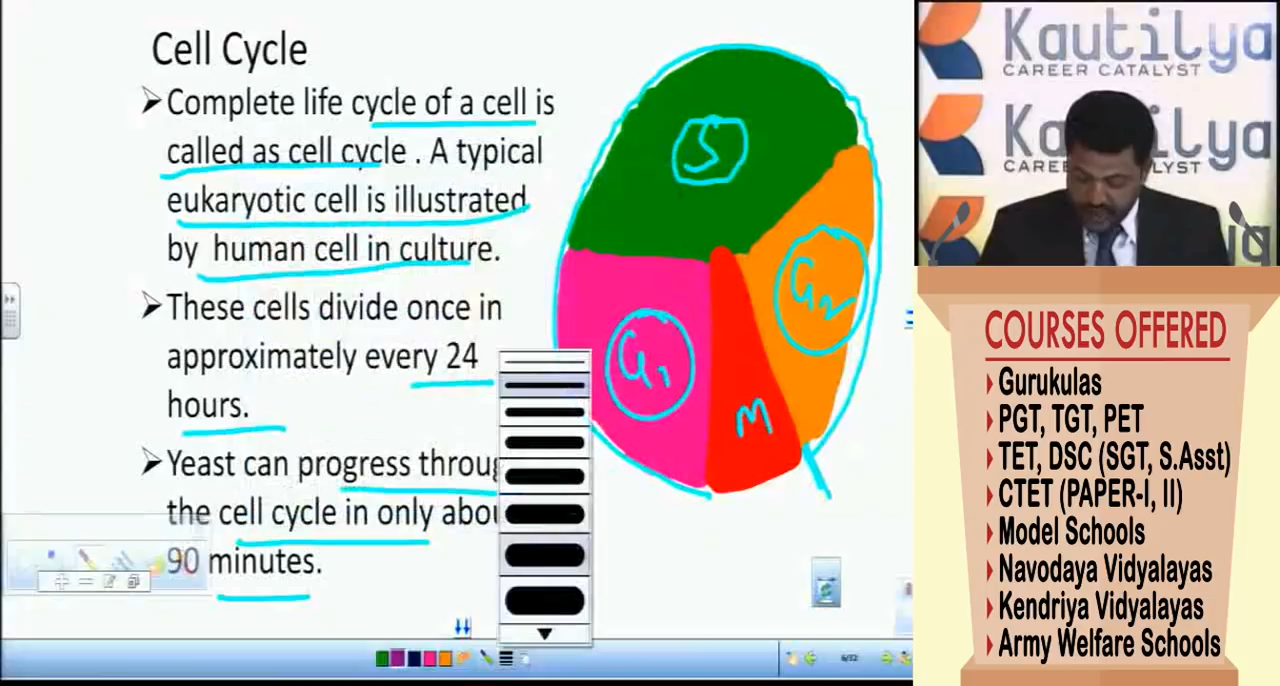 Cell Cycle
➢Complete life cycle of a cell is
called as cell cycle . A typical
eukaryotic cell is illustrated
by human cell in culture.
➢These cells divide once in
approximately every 24
hours.
➢Yeast can progress throug
the cell cycle in only abou
90 minutes.
S
G2
G1
M
6/32
Kautilya
CAREER CATALYST
Kautilya
CAREER CATALYST
COURSES OFFERED
Gurukulas
PGT, TGT, PET
TET, DSC (SGT, S.Asst)
CTET (PAPER-I, II)
Model Schools
Navodaya Vidyalayas
Kendriya Vidyalayas
Army Welfare Schools